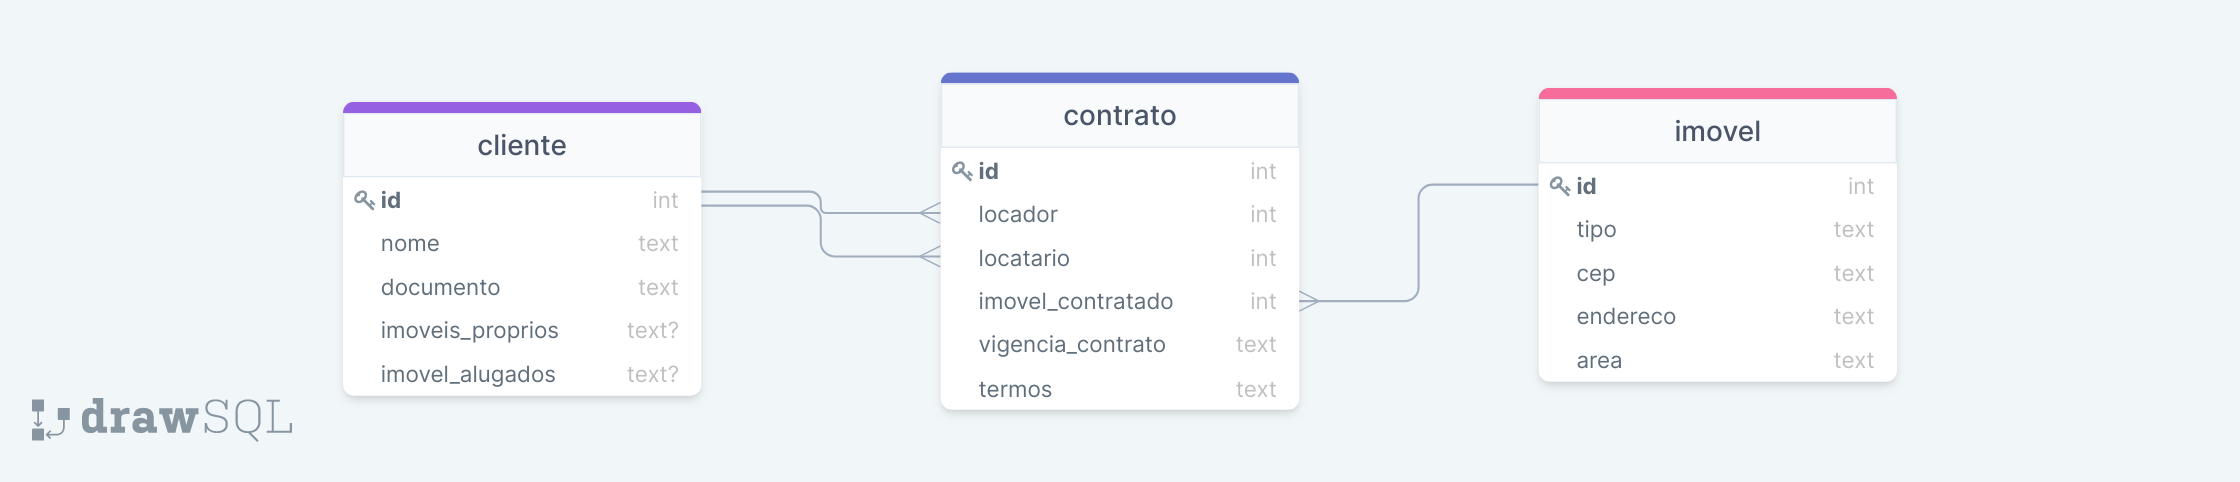 cliente
id int
nome text
documento text
imoveis_proprios text?
imovel_alugados text?
contrato
id int
locador int
locatario int
imovel_contratado int
vigencia_contrato text
termos text
imovel
id int
tipo text
cep text
endereco text
area text
drawSQL